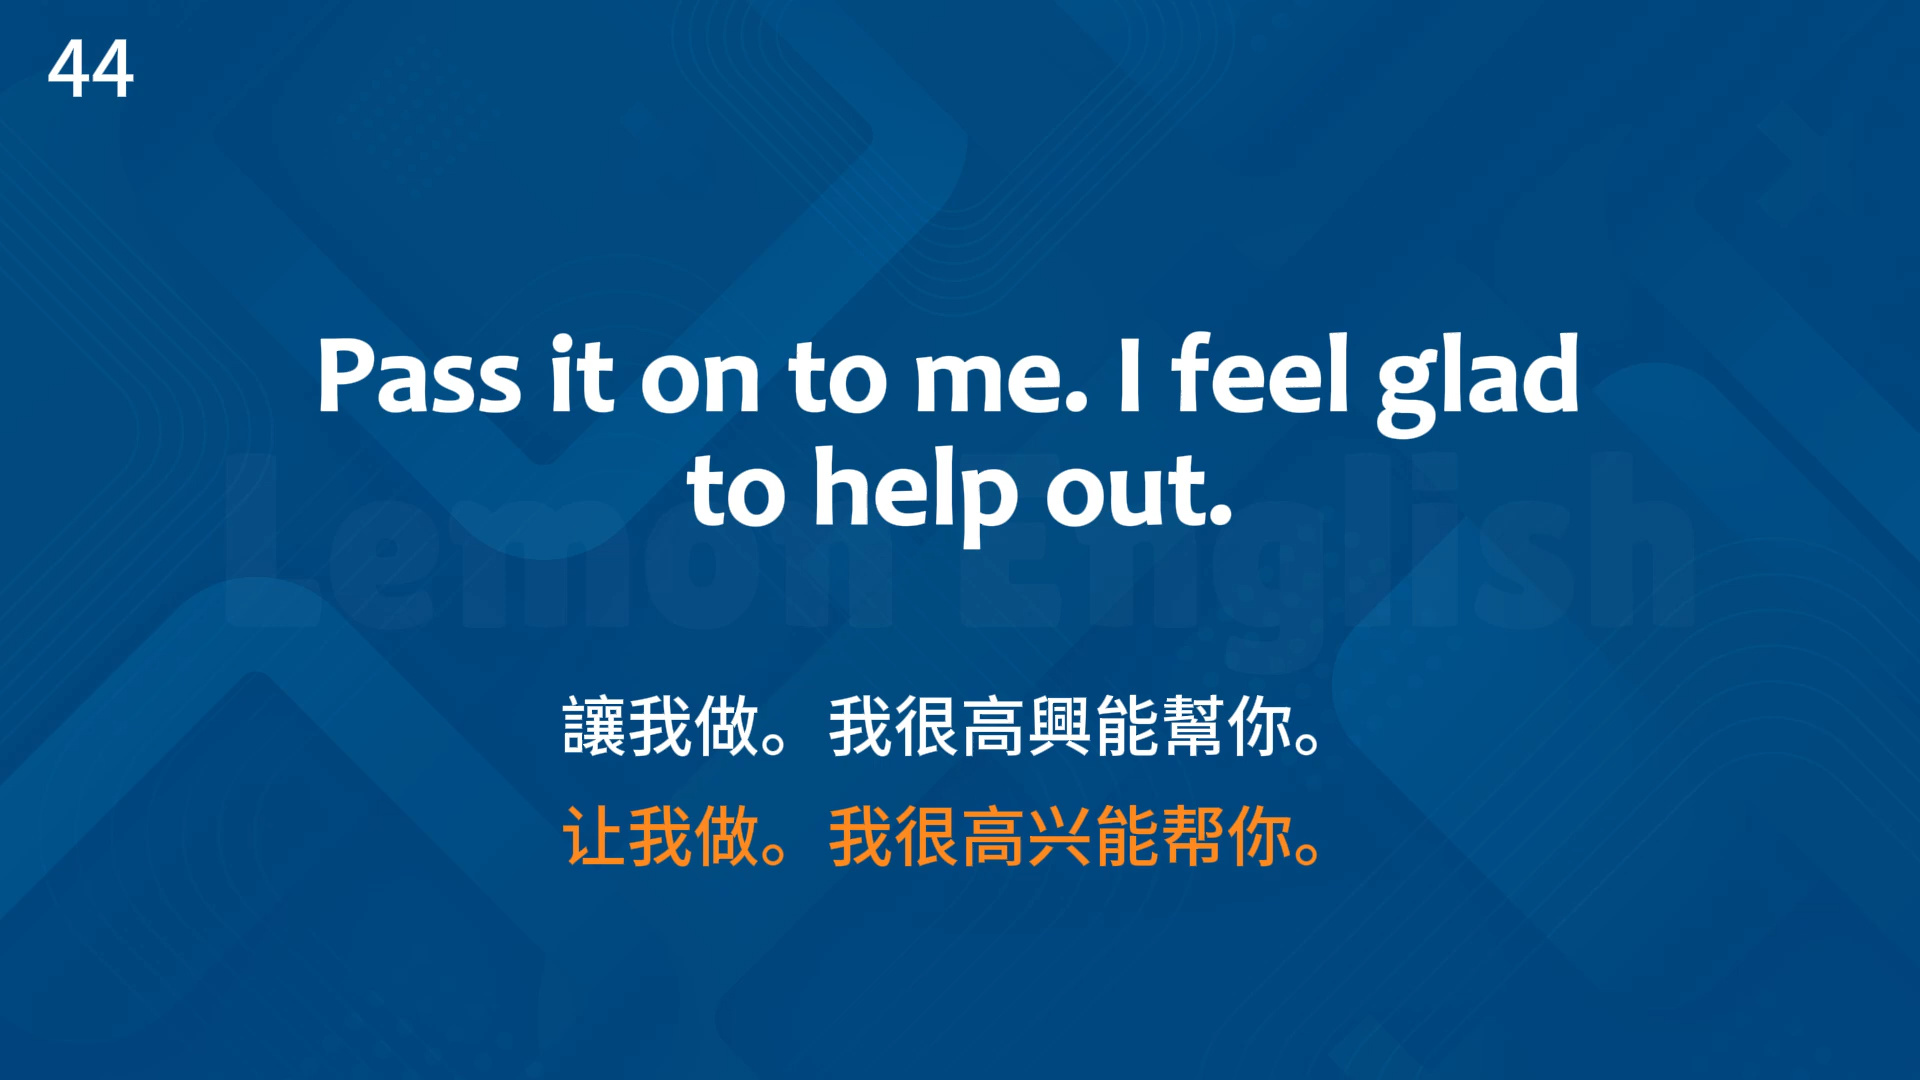 44
Pass it on to me. I feel glad
to help out.
Lemon English
讓我做。我很高興能幫你。
让我做。我很高兴能帮你。